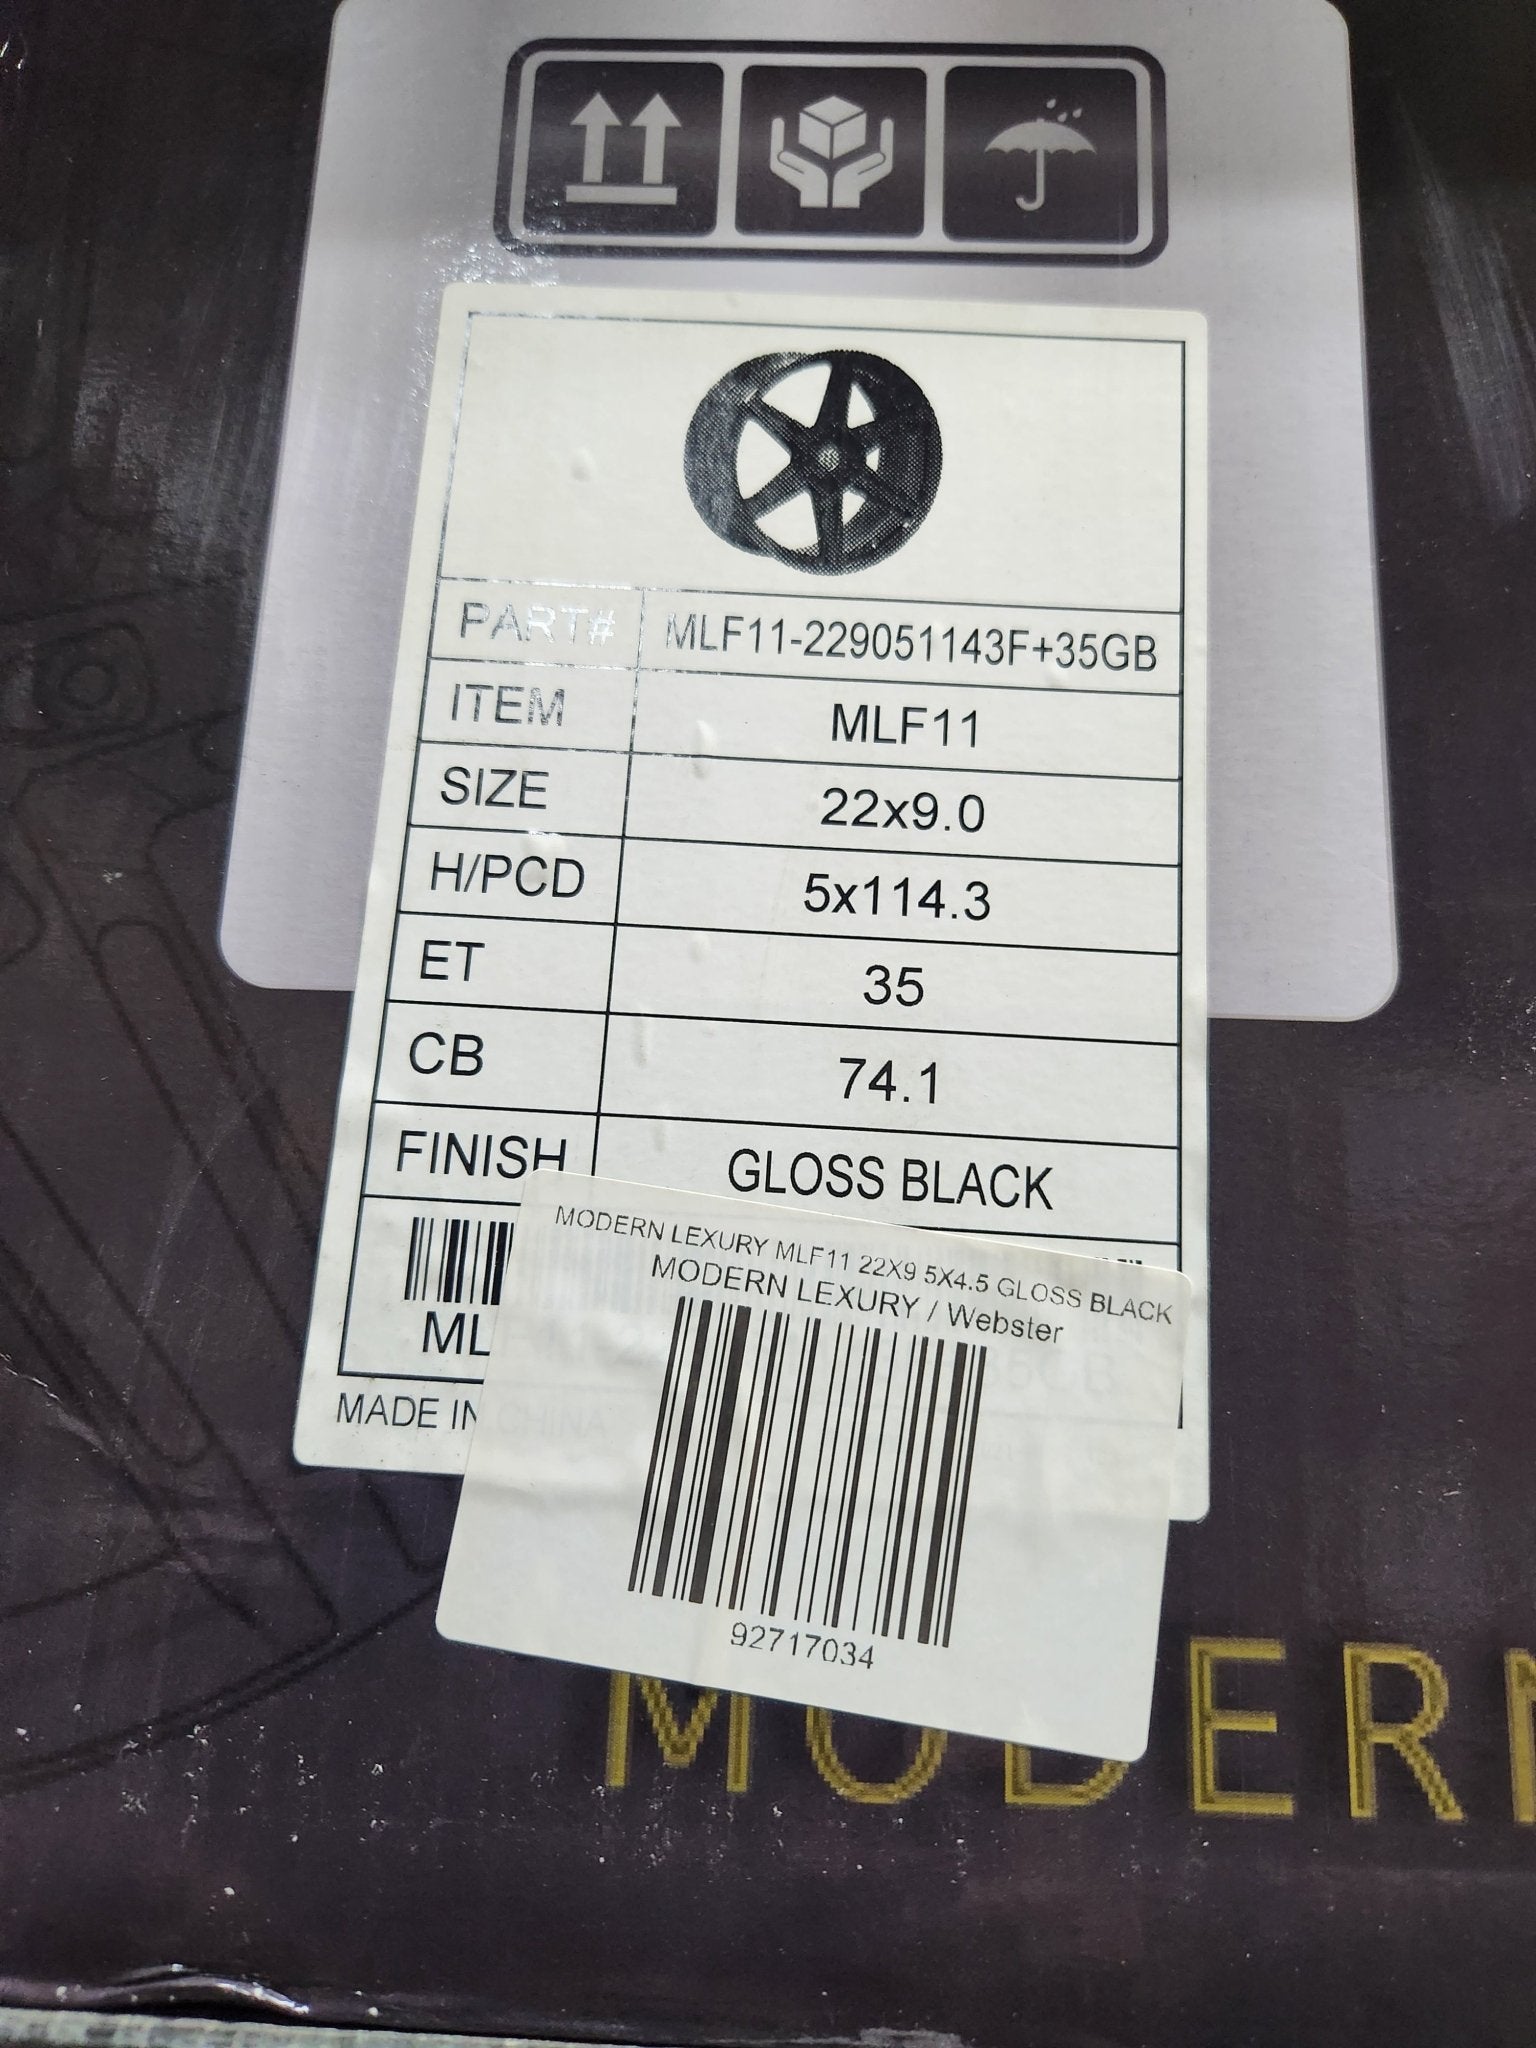 PART# MLF11-229051143F+35GB
ITEM MLF11
SIZE 22x9.0
H/PCD 5x114.3
ET 35
CB 74.1
FINISH GLOSS BLACK
ML
MADE IN CHINA
MODERN LEXURY MLF11 22X9 5X4.5 GLOSS BLACK
MODERN LEXURY / Webster
92717034
MODERN